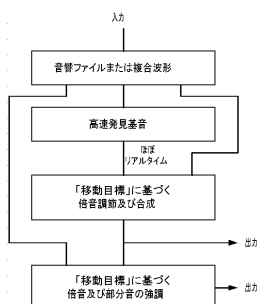 入力
音響ファイルまたは複合波形
高速発見基音
ほぼ
リアルタイム
「移動目標」に基づく
倍音調節及び合成
出力
「移動目標」に基づく
倍音及び部分音の強調
出力